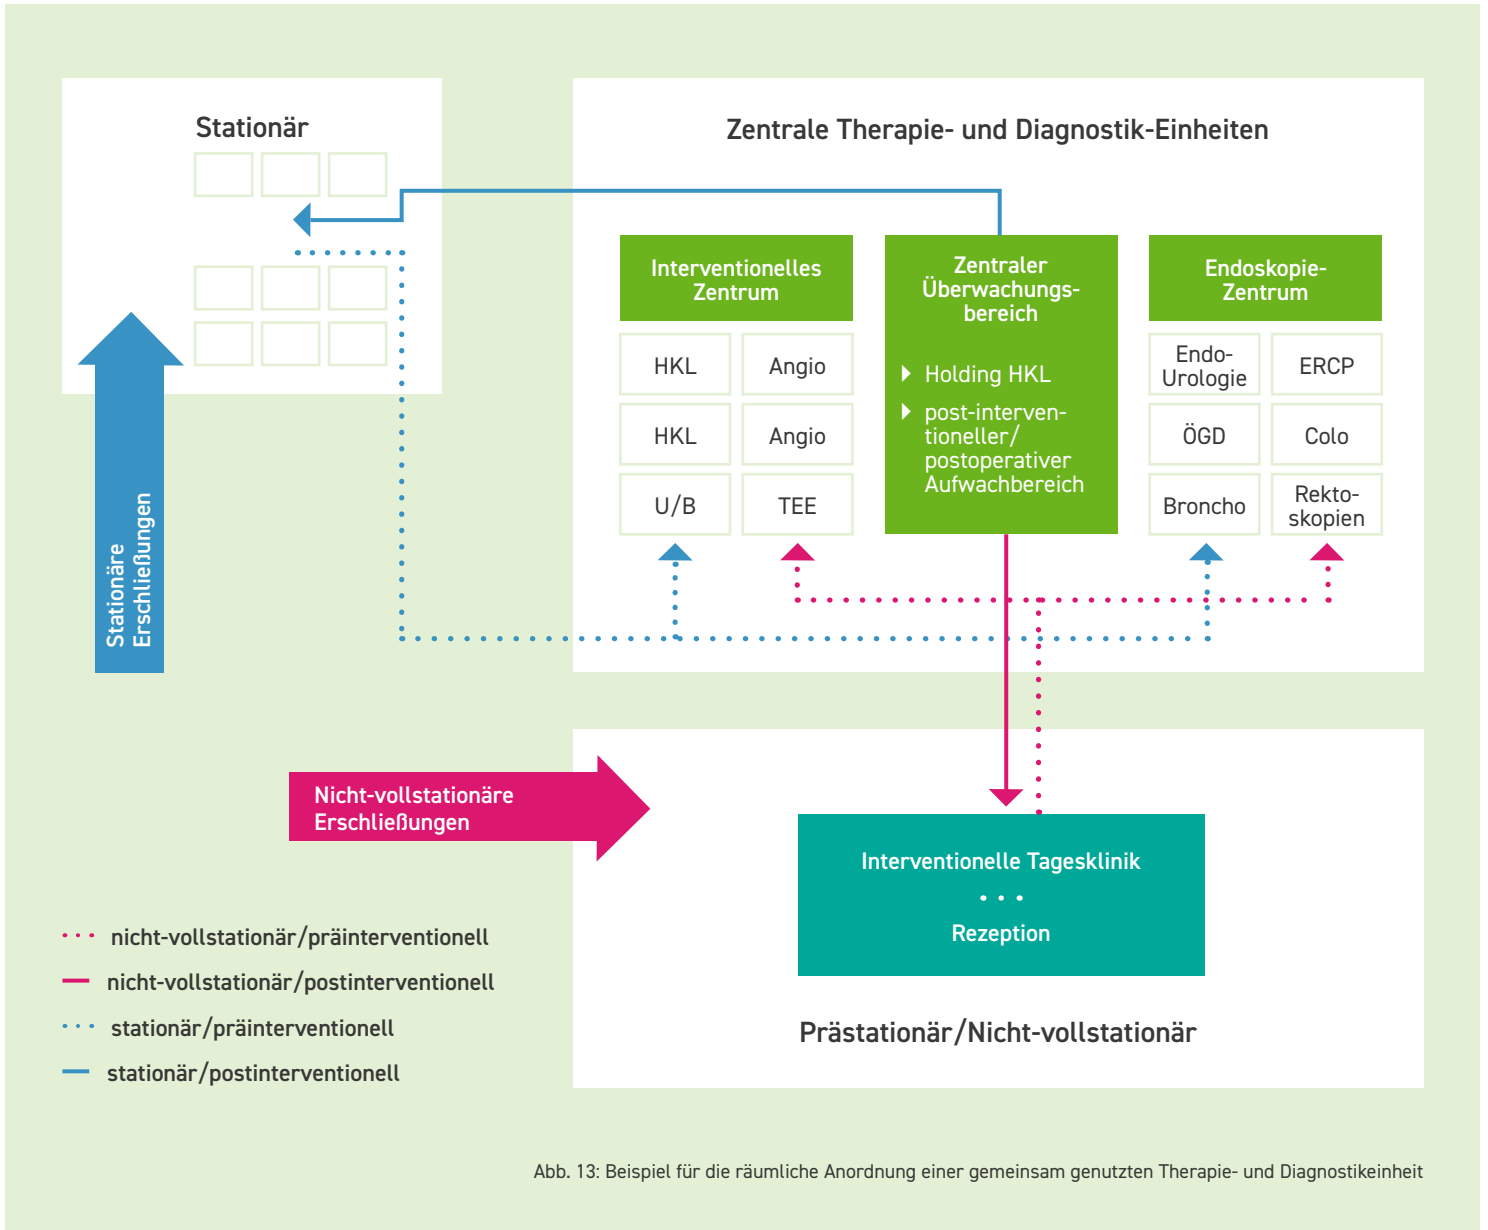 Stationär
Stationäre
Erschließungen
Zentrale Therapie- und Diagnostik-Einheiten
Interventionelles
Zentrum
HKL
Angio
HKL
Angio
U/B
TEE
Zentraler
Überwachungs-
bereich
Holding HKL
post-interven-
tioneller/
postoperativer
Aufwachbereich
Endoskopie-
Zentrum
Endo-
Urologie
ERCP
ÖGD
Colo
Broncho
Rekto-
skopien
Nicht-vollstationäre
Erschließungen
Interventionelle Tagesklinik
Rezeption
Prästationär/Nicht-vollstationär
nicht-vollstationär/präinterventionell
nicht-vollstationär/postinterventionell
stationär/präinterventionell
stationär/postinterventionell
Abb. 13: Beispiel für die räumliche Anordnung einer gemeinsam genutzten Therapie- und Diagnostikeinheit